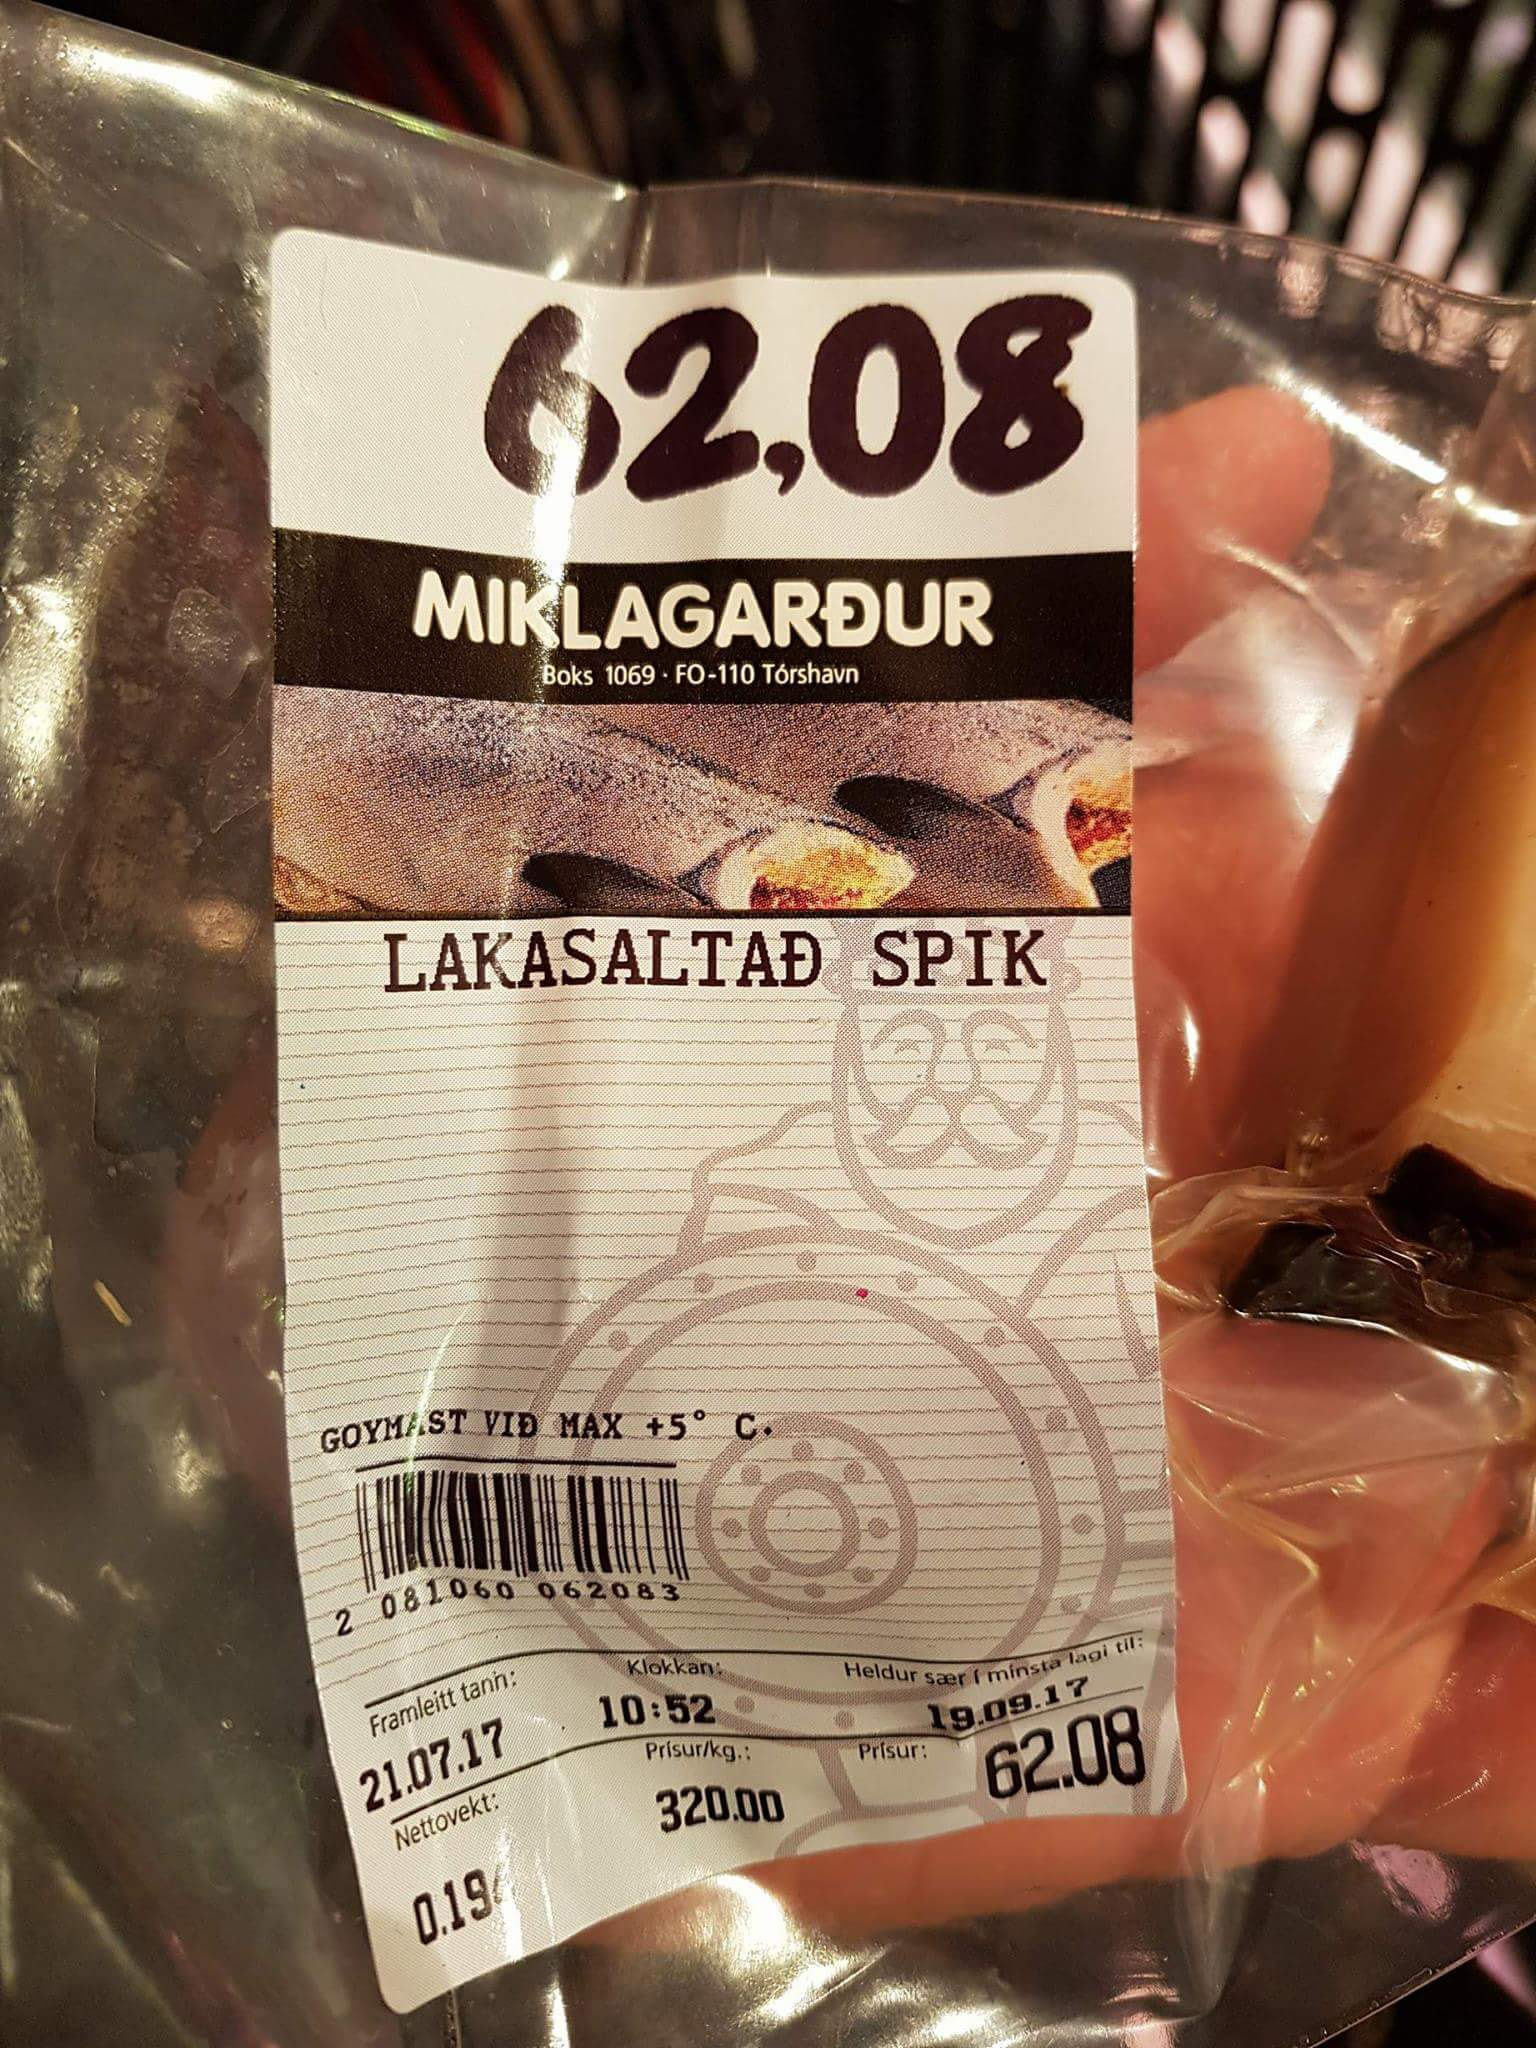 62,08
MIKLAGARÐUR
Boks 1069 · FO-110 Tórshavn
LAKASALTAÐ SPIK
GOYMAST VIÐ MAX +5° C.
2 081060 062083
Framleitt tann: Klokkan: Heldur sær í minsta lagi til:
21.07.17 10:52 19.09.17
Nettovekt: Prísur/kg.: Prísur: 62.08
320.00